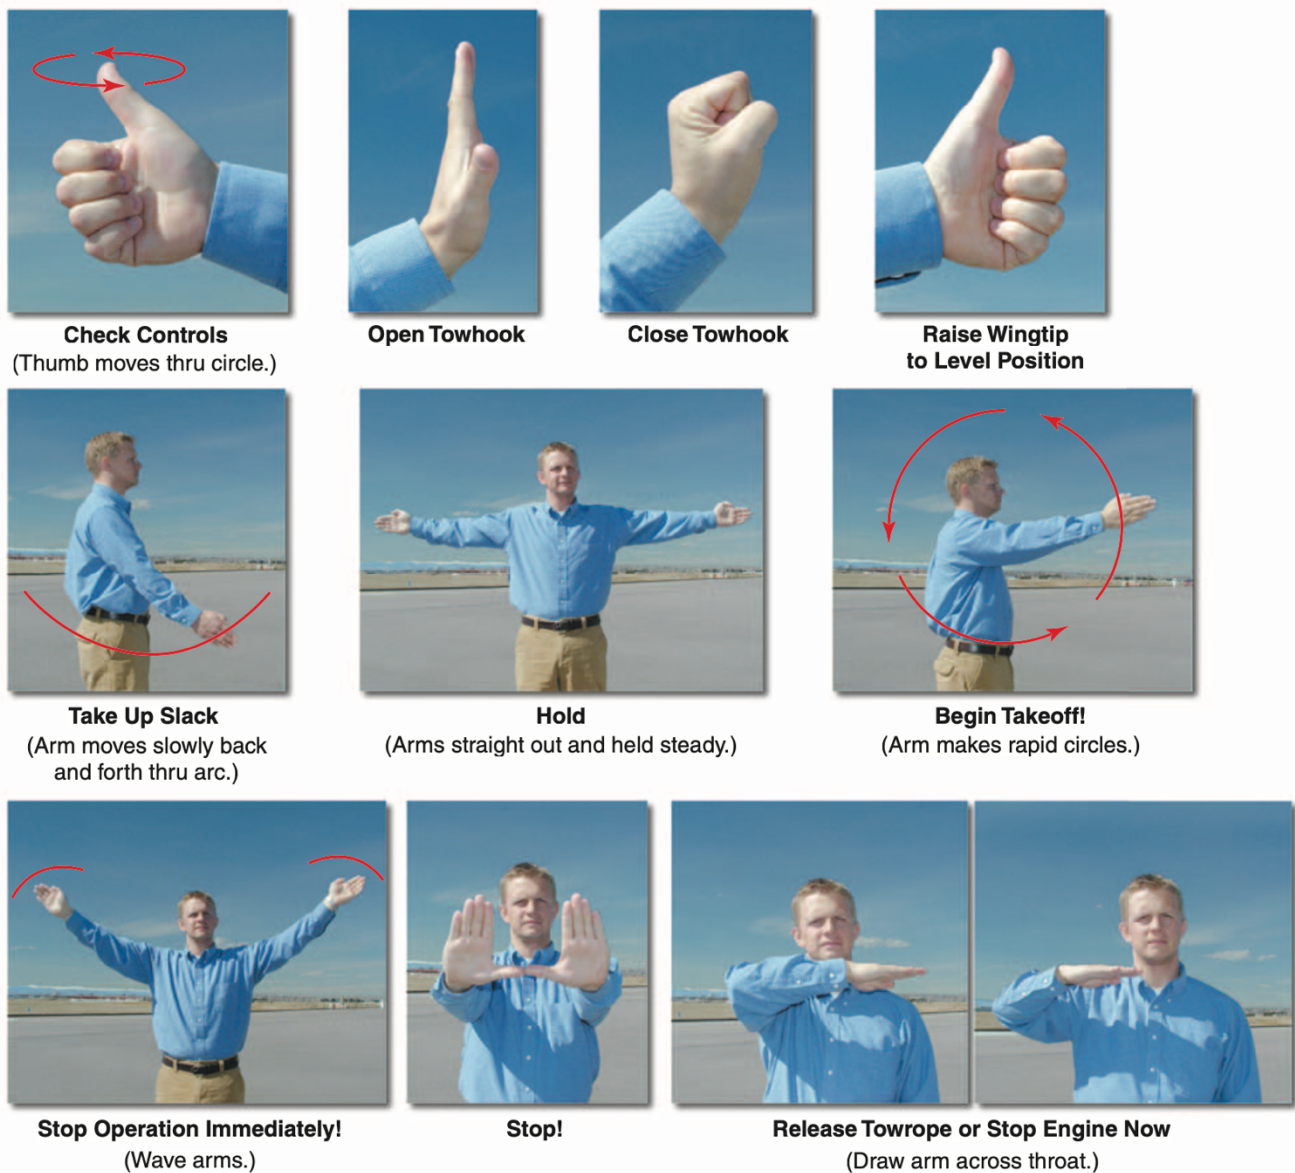 Check Controls
(Thumb moves thru circle.)
Open Towhook
Close Towhook
Raise Wingtip
to Level Position
Take Up Slack
(Arm moves slowly back
and forth thru arc.)
Hold
(Arms straight out and held steady.)
Begin Takeoff!
(Arm makes rapid circles.)
Stop Operation Immediately!
(Wave arms.)
Stop!
Release Towrope or Stop Engine Now
(Draw arm across throat.)